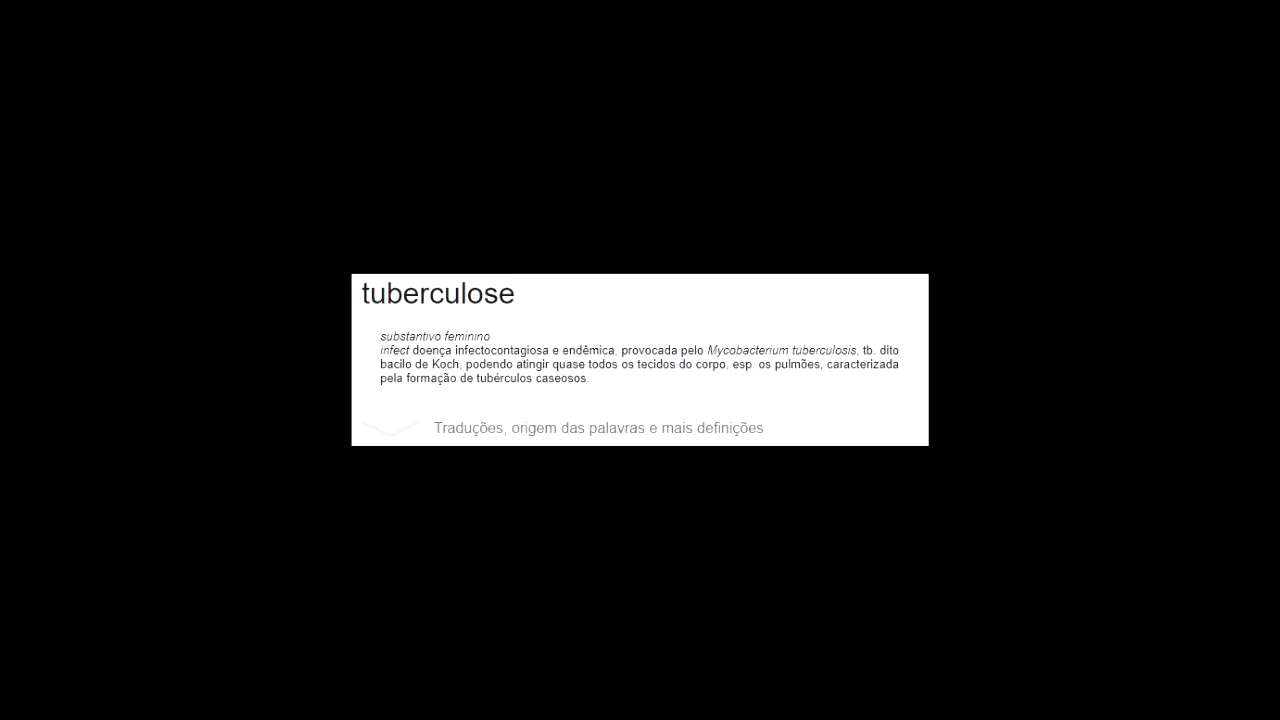 tuberculose
substantivo feminino
infect doença infectocontagiosa e endêmica, provocada pelo Mycobacterium tuberculosis, tb. dito
bacilo de Koch, podendo atingir quase todos os tecidos do corpo, esp. os pulmões, caracterizada
pela formação de tubérculos caseosos.
Traduções, origem das palavras e mais definições